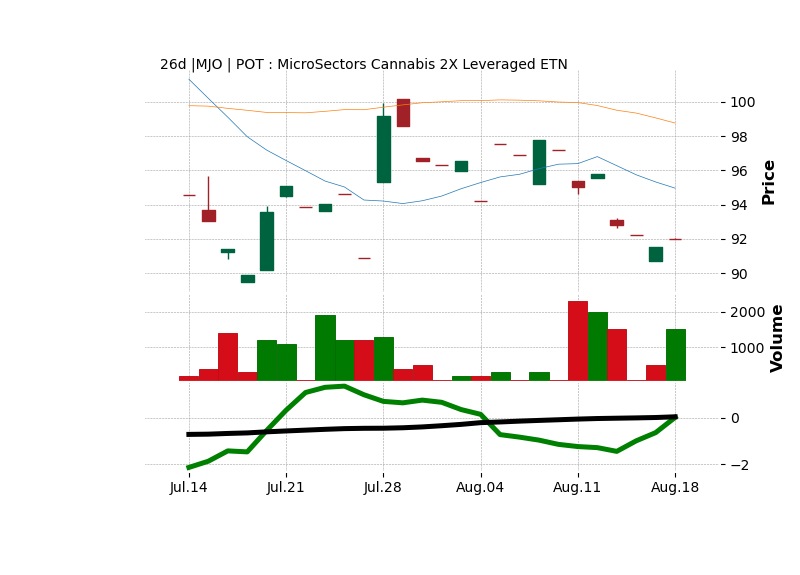 26d |MJO | POT : MicroSectors Cannabis 2X Leveraged ETN
100
98
96
94
92
90
Price
2000
1000
Volume
0
−2
Jul.14 Jul.21 Jul.28 Aug.04 Aug.11 Aug.18